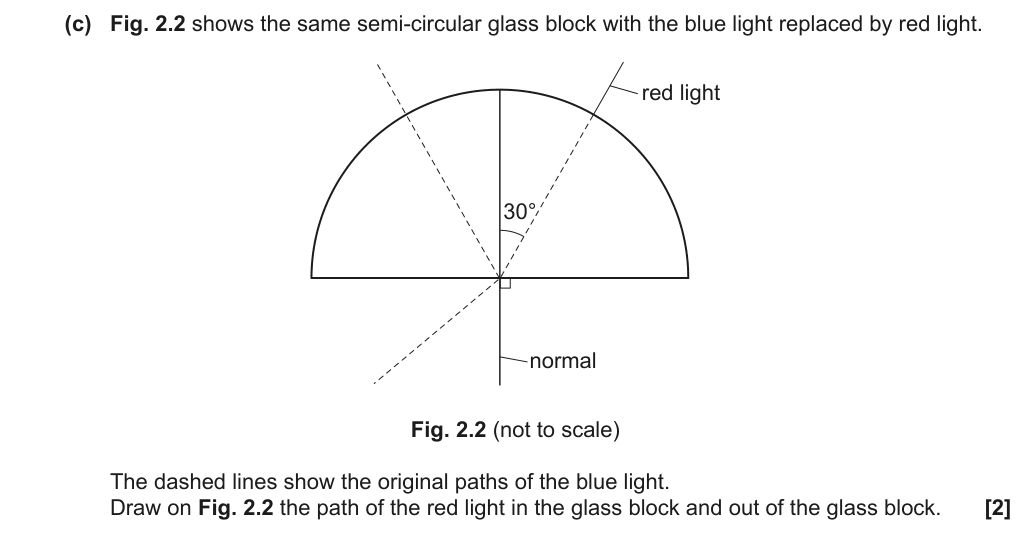 (c) Fig. 2.2 shows the same semi-circular glass block with the blue light replaced by red light.
red light
30°
normal
Fig. 2.2 (not to scale)
The dashed lines show the original paths of the blue light.
Draw on Fig. 2.2 the path of the red light in the glass block and out of the glass block. [2]